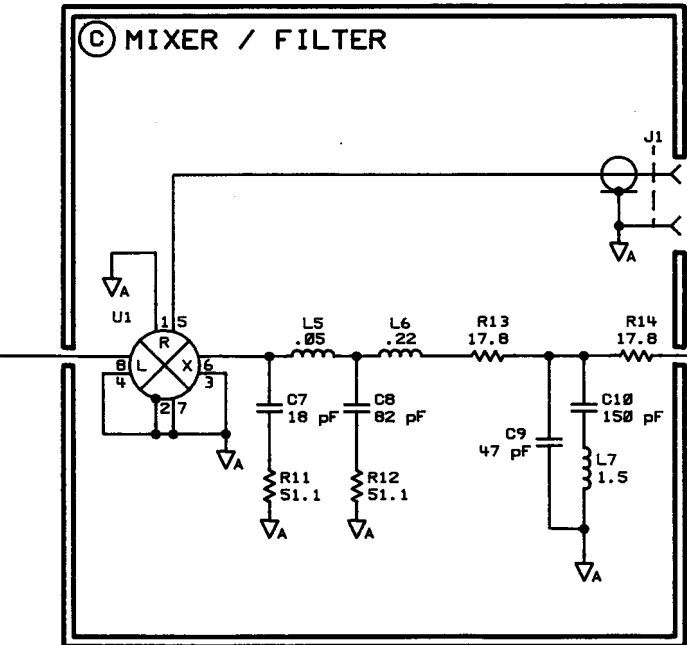 C MIXER / FILTER
J1
A
A
U1
1 5
R
8 L X 6
4 3
2 7
A
L5
.05
L6
.22
R13
17.8
R14
17.8
C7
18 pF
C8
82 pF
C9
47 pF
C10
150 pF
L7
1.5
R11
51.1
R12
51.1
A
A
A